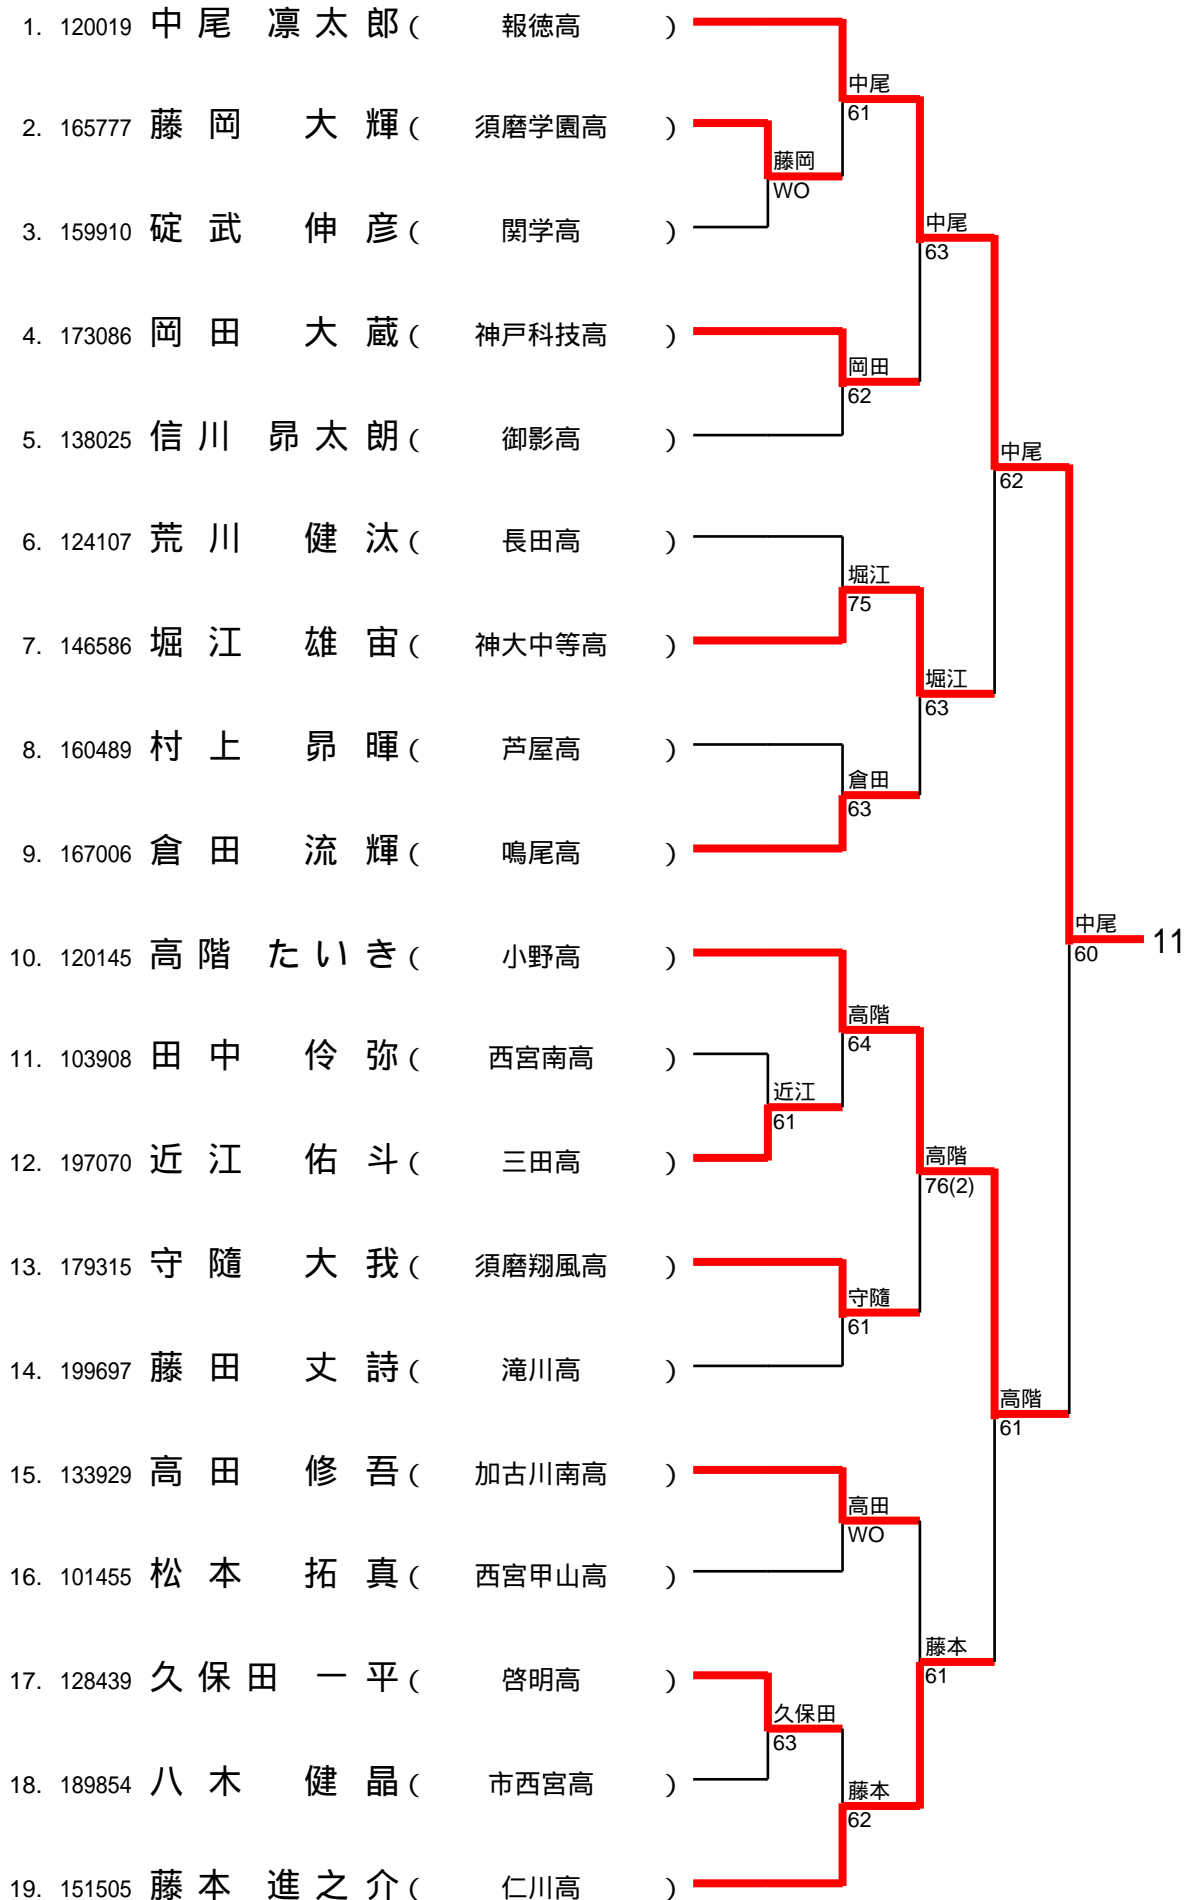 1. 120019 中尾 凛太郎 ( 報徳高 )
中尾
61
2. 165777 藤岡 大輝 ( 須磨学園高 )
藤岡
WO
3. 159910 碇武 伸彦 ( 関学高 )
中尾
63
4. 173086 岡田 大蔵 ( 神戸科技高 )
岡田
62
5. 138025 信川 昴太朗 ( 御影高 )
中尾
62
6. 124107 荒川 健汰 ( 長田高 )
堀江
75
7. 146586 堀江 雄宙 ( 神大中等高 )
堀江
63
8. 160489 村上 昴暉 ( 芦屋高 )
倉田
63
9. 167006 倉田 流輝 ( 鳴尾高 )
中尾
60
11
10. 120145 高階 たいき ( 小野高 )
高階
64
11. 103908 田中 伶弥 ( 西宮南高 )
近江
61
12. 197070 近江 佑斗 ( 三田高 )
高階
76(2)
13. 179315 守隨 大我 ( 須磨翔風高 )
守隨
61
14. 199697 藤田 丈詩 ( 滝川高 )
高階
61
15. 133929 高田 修吾 ( 加古川南高 )
高田
WO
16. 101455 松本 拓真 ( 西宮甲山高 )
藤本
61
17. 128439 久保田 一平 ( 啓明高 )
久保田
63
18. 189854 八木 健晶 ( 市西宮高 )
藤本
62
19. 151505 藤本 進之介 ( 仁川高 )